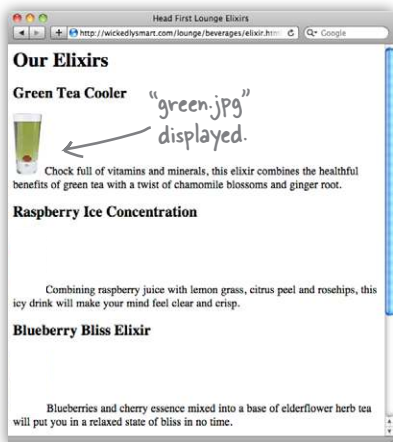 Head First Lounge Elixirs
http://wickedlysmart.com/lounge/beverages/elixir.html
Google
Our Elixirs
Green Tea Cooler
"green.jpg"
displayed.
Chock full of vitamins and minerals, this elixir combines the healthful
benefits of green tea with a twist of chamomile blossoms and ginger root.
Raspberry Ice Concentration
Combining raspberry juice with lemon grass, citrus peel and rosehips, this
icy drink will make your mind feel clear and crisp.
Blueberry Bliss Elixir
Blueberries and cherry essence mixed into a base of elderflower herb tea
will put you in a relaxed state of bliss in no time.